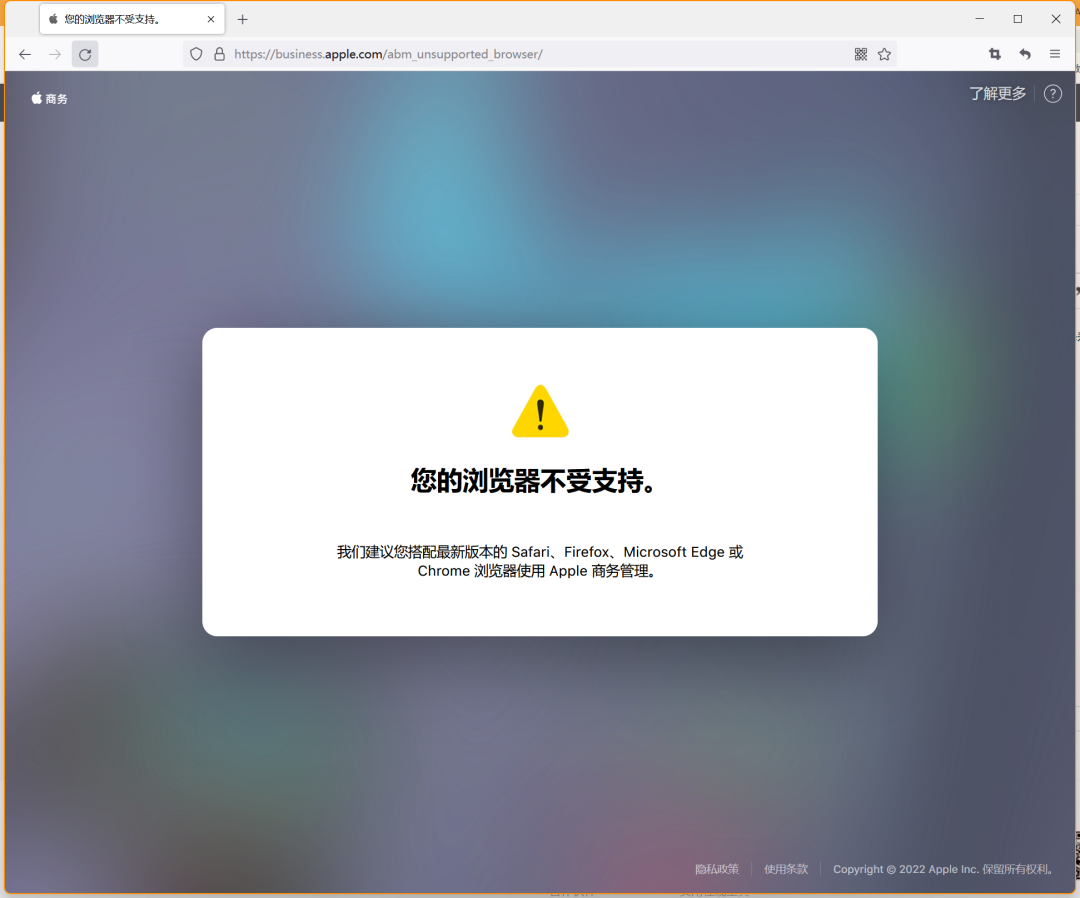 您的浏览器不受支持。
https://business.apple.com/abm_unsupported_browser/
商务
了解更多
?
您的浏览器不受支持。
我们建议您搭配最新版本的 Safari、Firefox、Microsoft Edge 或
Chrome 浏览器使用 Apple 商务管理。
隐私政策
使用条款
Copyright © 2022 Apple Inc. 保留所有权利。